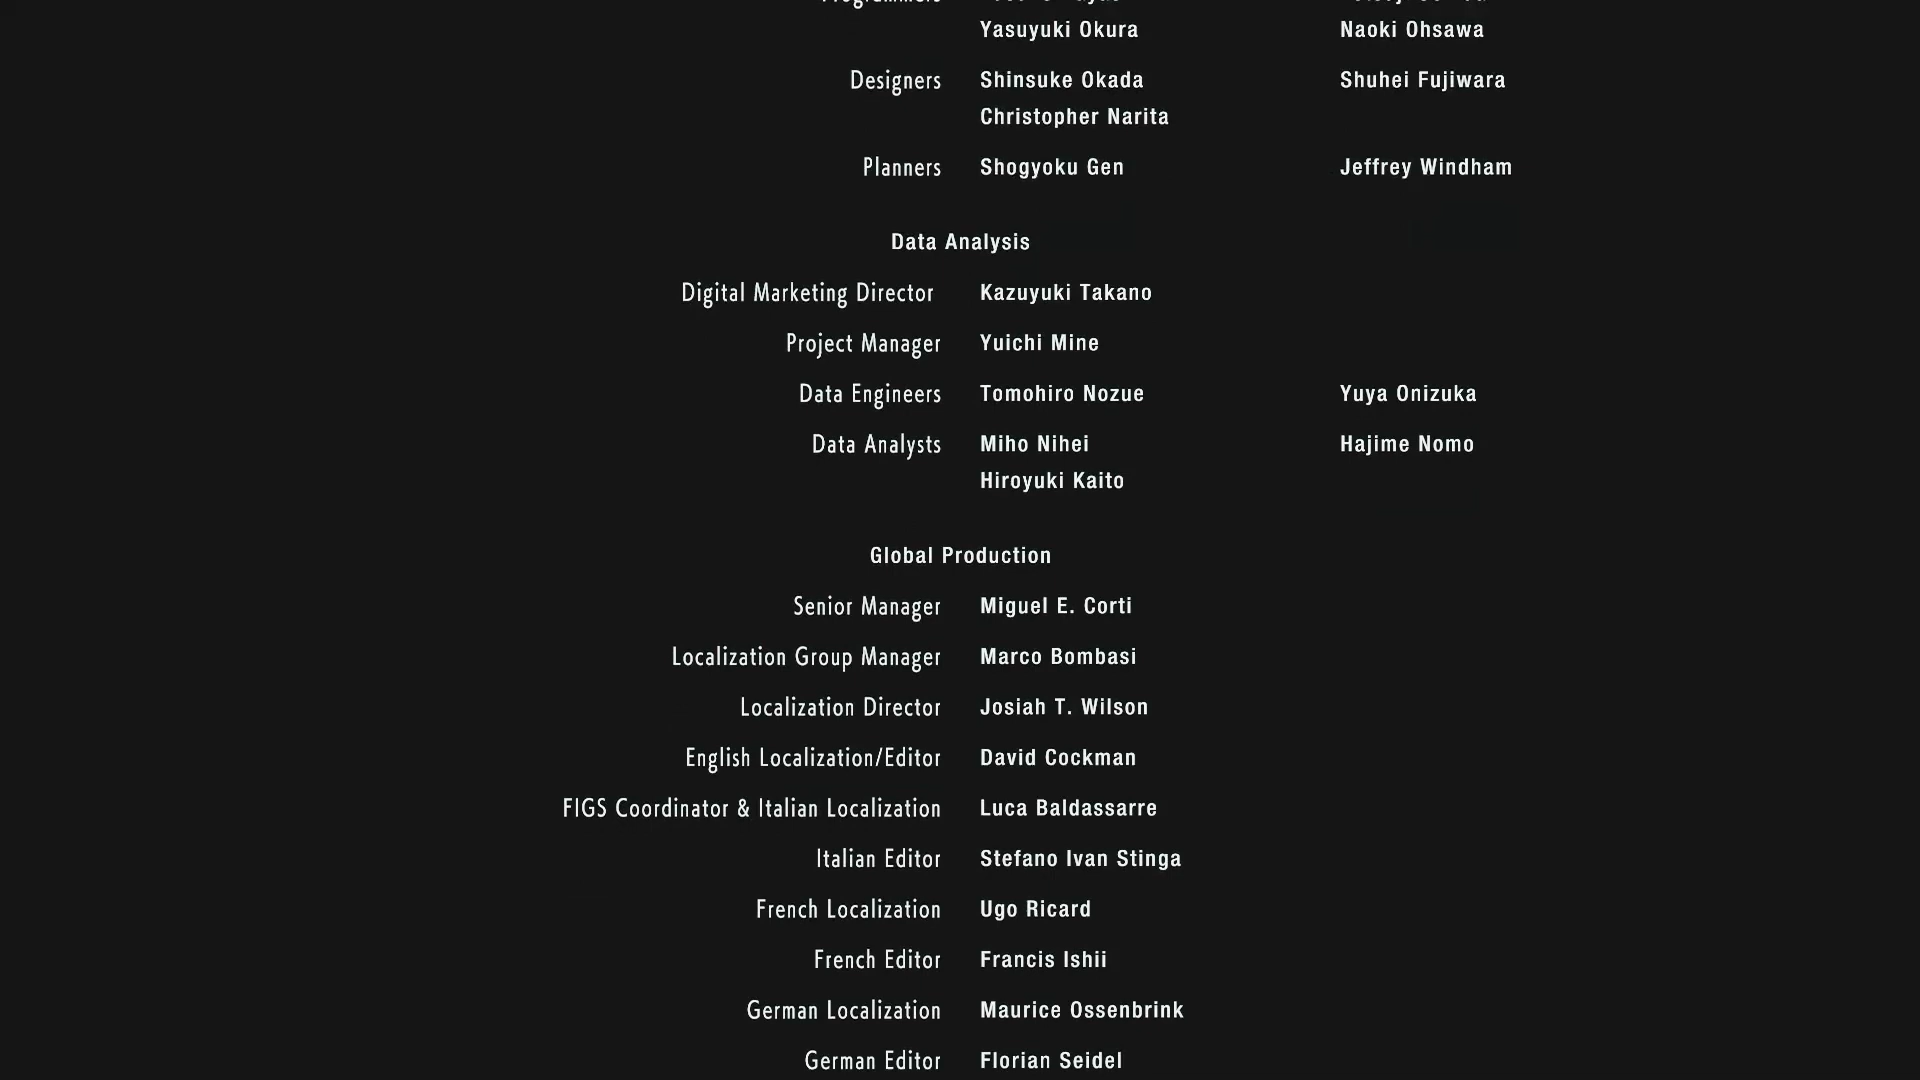 Programmers
Yasuyuki Okura Naoki Ohsawa
Designers Shinsuke Okada Shuhei Fujiwara
Christopher Narita
Planners Shogyoku Gen Jeffrey Windham
Data Analysis
Digital Marketing Director Kazuyuki Takano
Project Manager Yuichi Mine
Data Engineers Tomohiro Nozue Yuya Onizuka
Data Analysts Miho Nihei Hajime Nomo
Hiroyuki Kaito
Global Production
Senior Manager Miguel E. Corti
Localization Group Manager Marco Bombasi
Localization Director Josiah T. Wilson
English Localization/Editor David Cockman
FIGS Coordinator & Italian Localization Luca Baldassarre
Italian Editor Stefano Ivan Stinga
French Localization Ugo Ricard
French Editor Francis Ishii
German Localization Maurice Ossenbrink
German Editor Florian Seidel